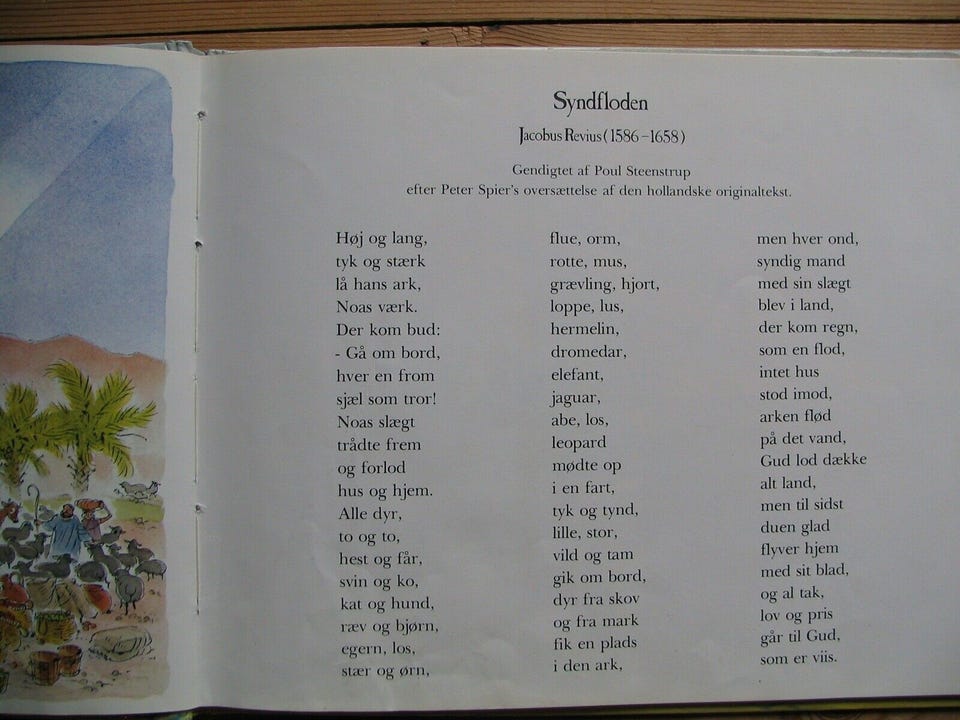 Syndfloden
Jacobus Revius (1586–1658)
Gendigtet af Poul Steenstrup
efter Peter Spier's oversættelse af den hollandske originaltekst.
Høj og lang,
tyk og stærk
lå hans ark,
Noas værk.
Der kom bud:
- Gå om bord,
hver en from
sjæl som tror!
Noas slægt
trådte frem
og forlod
hus og hjem.
Alle dyr,
to og to,
hest og får,
svin og ko,
kat og hund,
ræv og bjørn,
egern, los,
stær og ørn,
flue, orm,
rotte, mus,
grævling, hjort,
loppe, lus,
hermelin,
dromedar,
elefant,
jaguar,
abe, los,
leopard
mødte op
i en fart,
tyk og tynd,
lille, stor,
vild og tam
gik om bord,
dyr fra skov
og fra mark
fik en plads
i den ark,
men hver ond,
syndig mand
med sin slægt
blev i land,
der kom regn,
som en flod,
intet hus
stod imod,
arken flød
på det vand,
Gud lod dække
alt land,
men til sidst
duen glad
flyver hjem
med sit blad,
og al tak,
lov og pris
går til Gud,
som er viis.